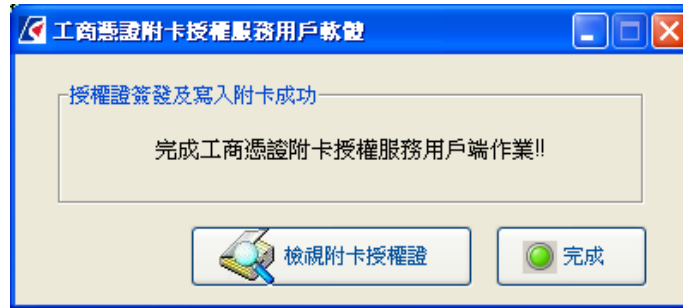 工商憑證附卡授權服務用戶軟體
授權證簽發及寫入附卡成功
完成工商憑證附卡授權服務用戶端作業!!
檢視附卡授權證
完成